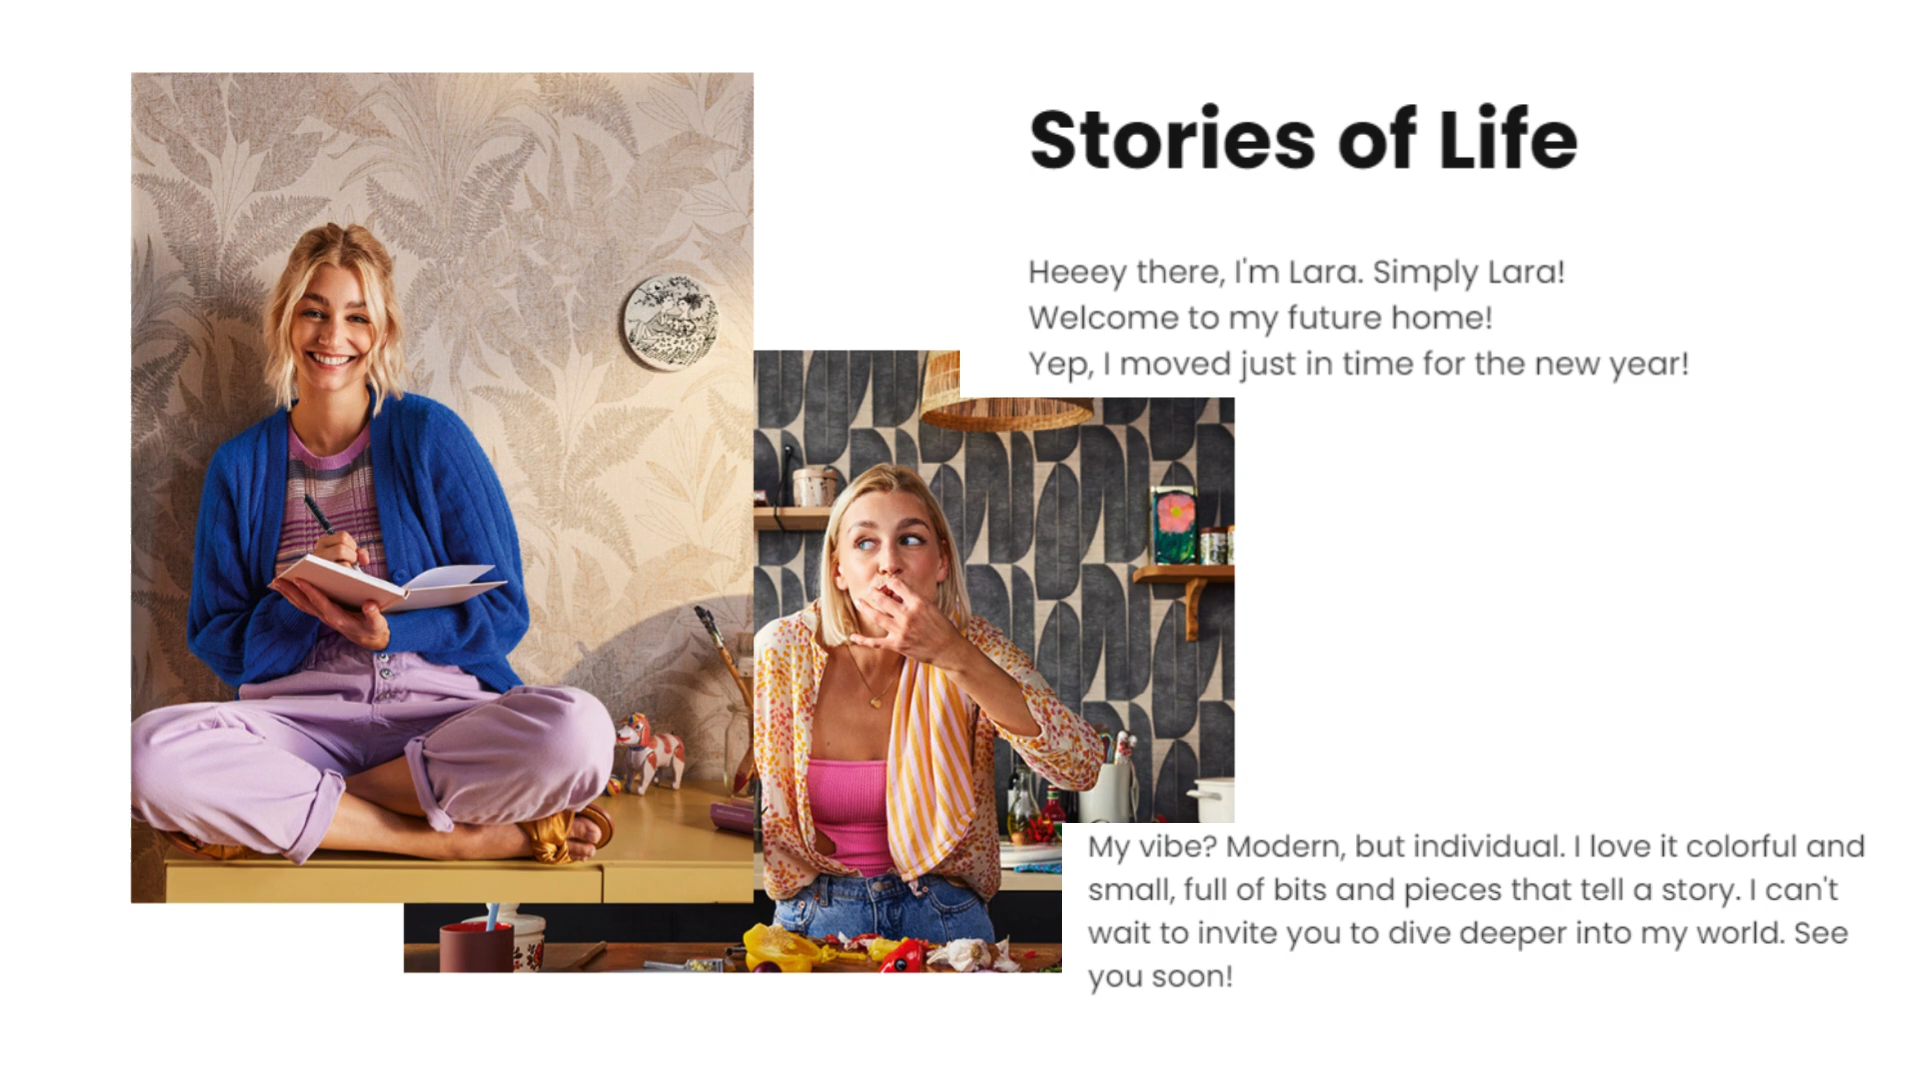 Stories of Life
Heeey there, I'm Lara. Simply Lara!
Welcome to my future home!
Yep, I moved just in time for the new year!
My vibe? Modern, but individual. I love it colorful and
small, full of bits and pieces that tell a story. I can't
wait to invite you to dive deeper into my world. See
you soon!